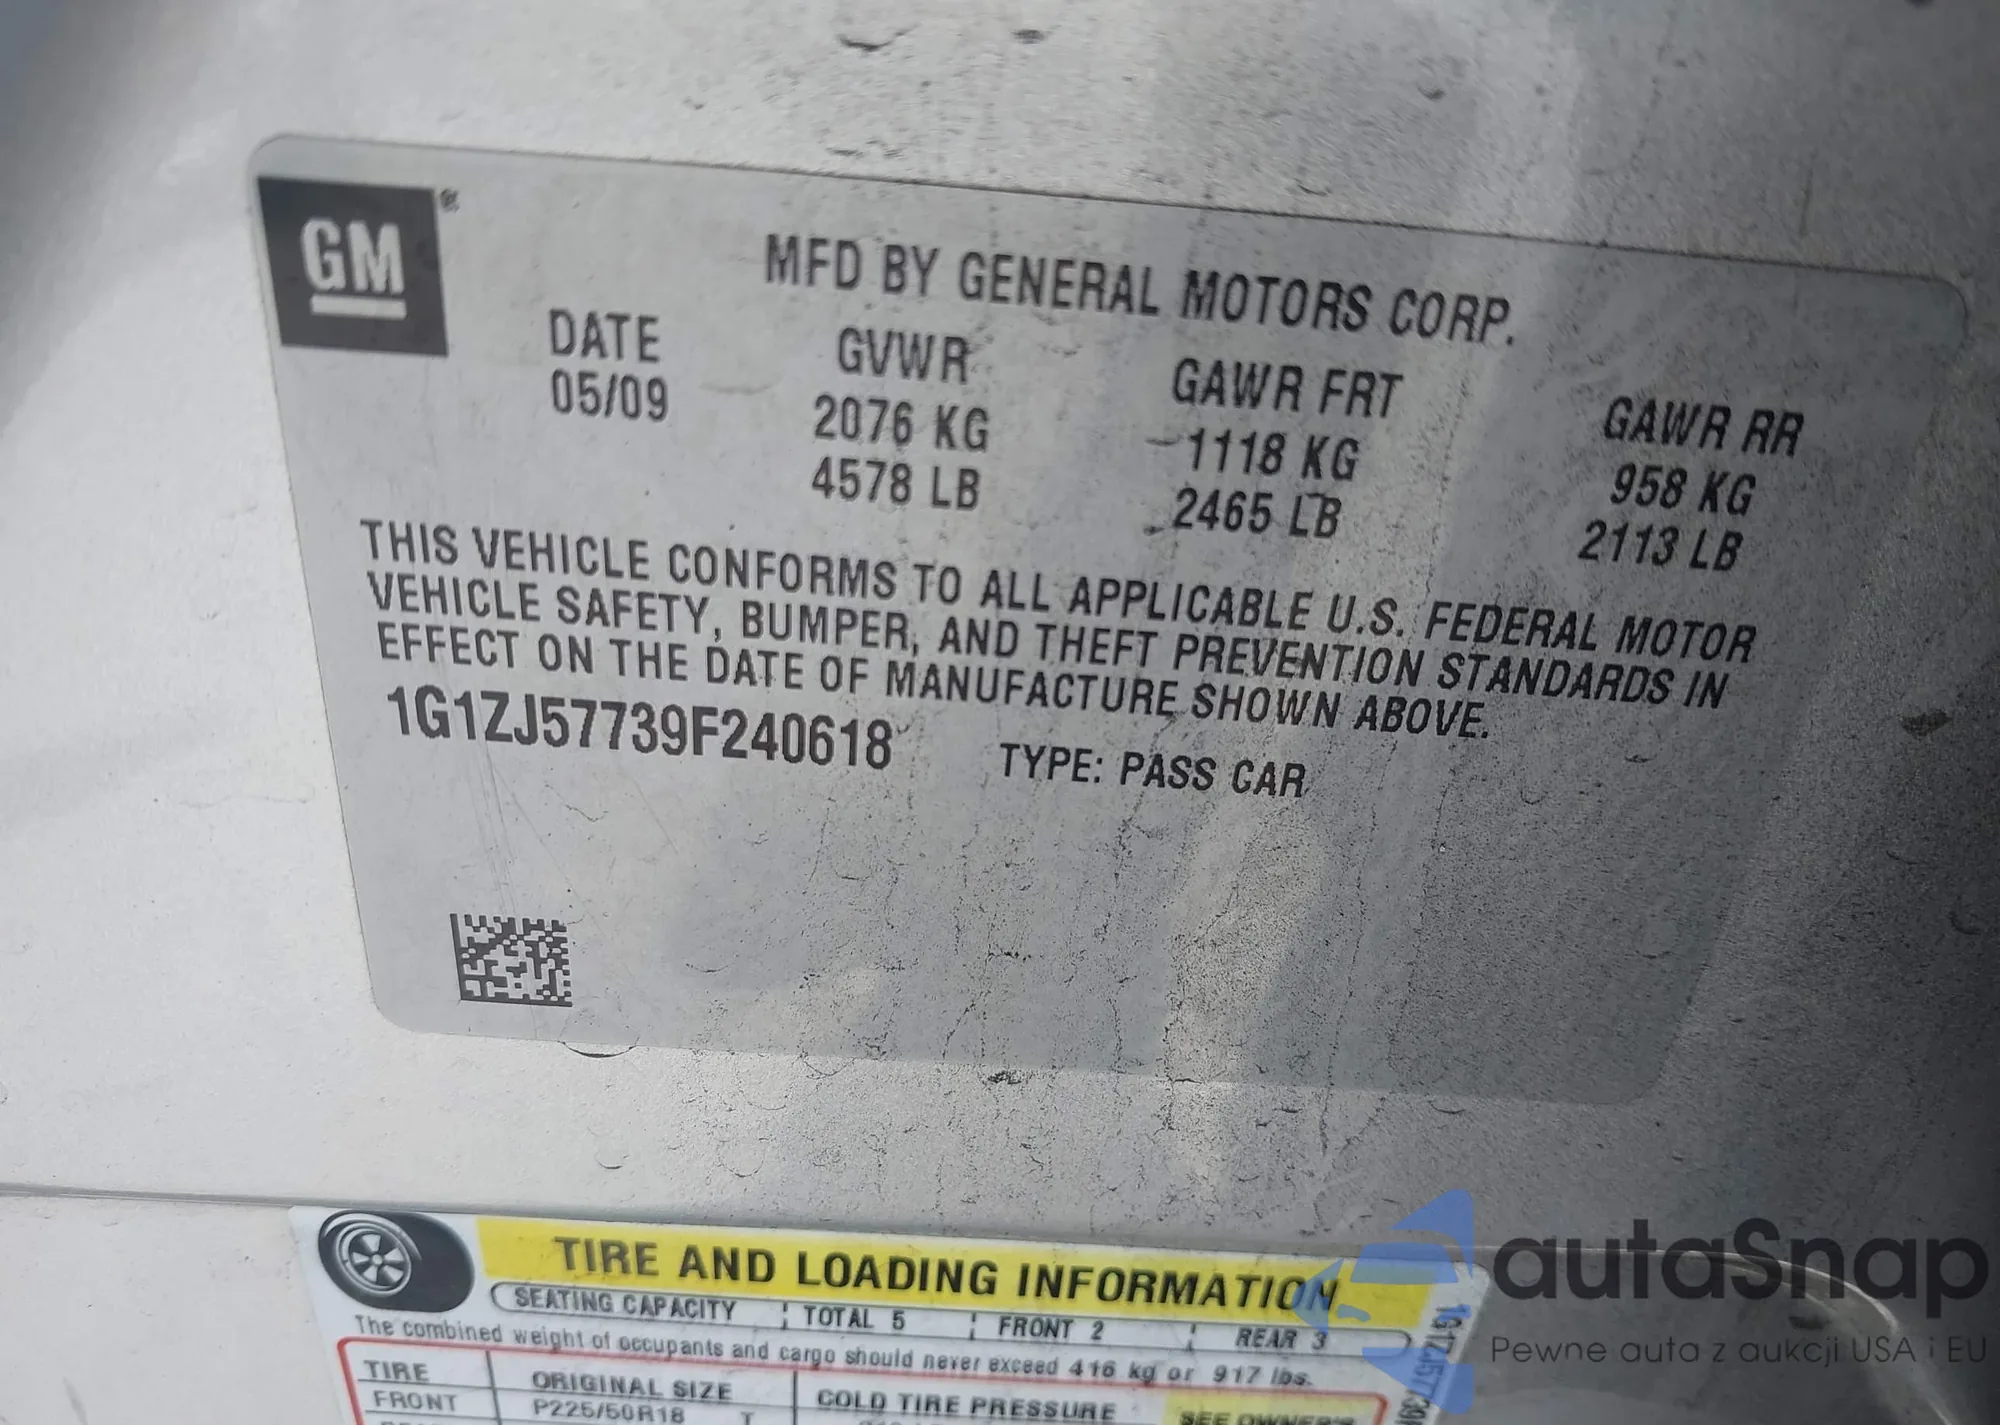 GM®
MFD BY GENERAL MOTORS CORP.
DATE GVWR GAWR FRT GAWR RR
05/09 2076 KG 1118 KG 958 KG
4578 LB 2465 LB 2113 LB
THIS VEHICLE CONFORMS TO ALL APPLICABLE U.S. FEDERAL MOTOR
VEHICLE SAFETY, BUMPER, AND THEFT PREVENTION STANDARDS IN
EFFECT ON THE DATE OF MANUFACTURE SHOWN ABOVE.
1G1ZJ57739F240618 TYPE: PASS CAR
TIRE AND LOADING INFORMATION
SEATING CAPACITY TOTAL 5 FRONT 2 REAR 3
The combined weight of occupants and cargo should never exceed 416 kg or 917 lbs.
TIRE ORIGINAL SIZE COLD TIRE PRESSURE SEE OWNER'S
FRONT P225/50R18 T
autaSnap
Pewne auta z aukcji USA i EU